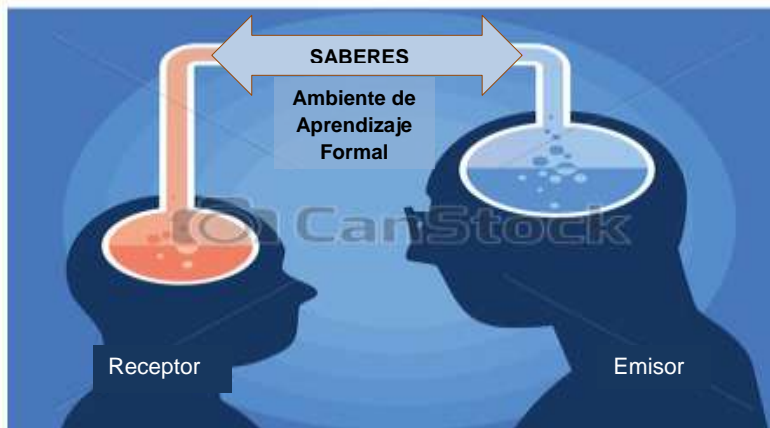 SABERES
Ambiente de
Aprendizaje
Formal
CanStock
Receptor
Emisor